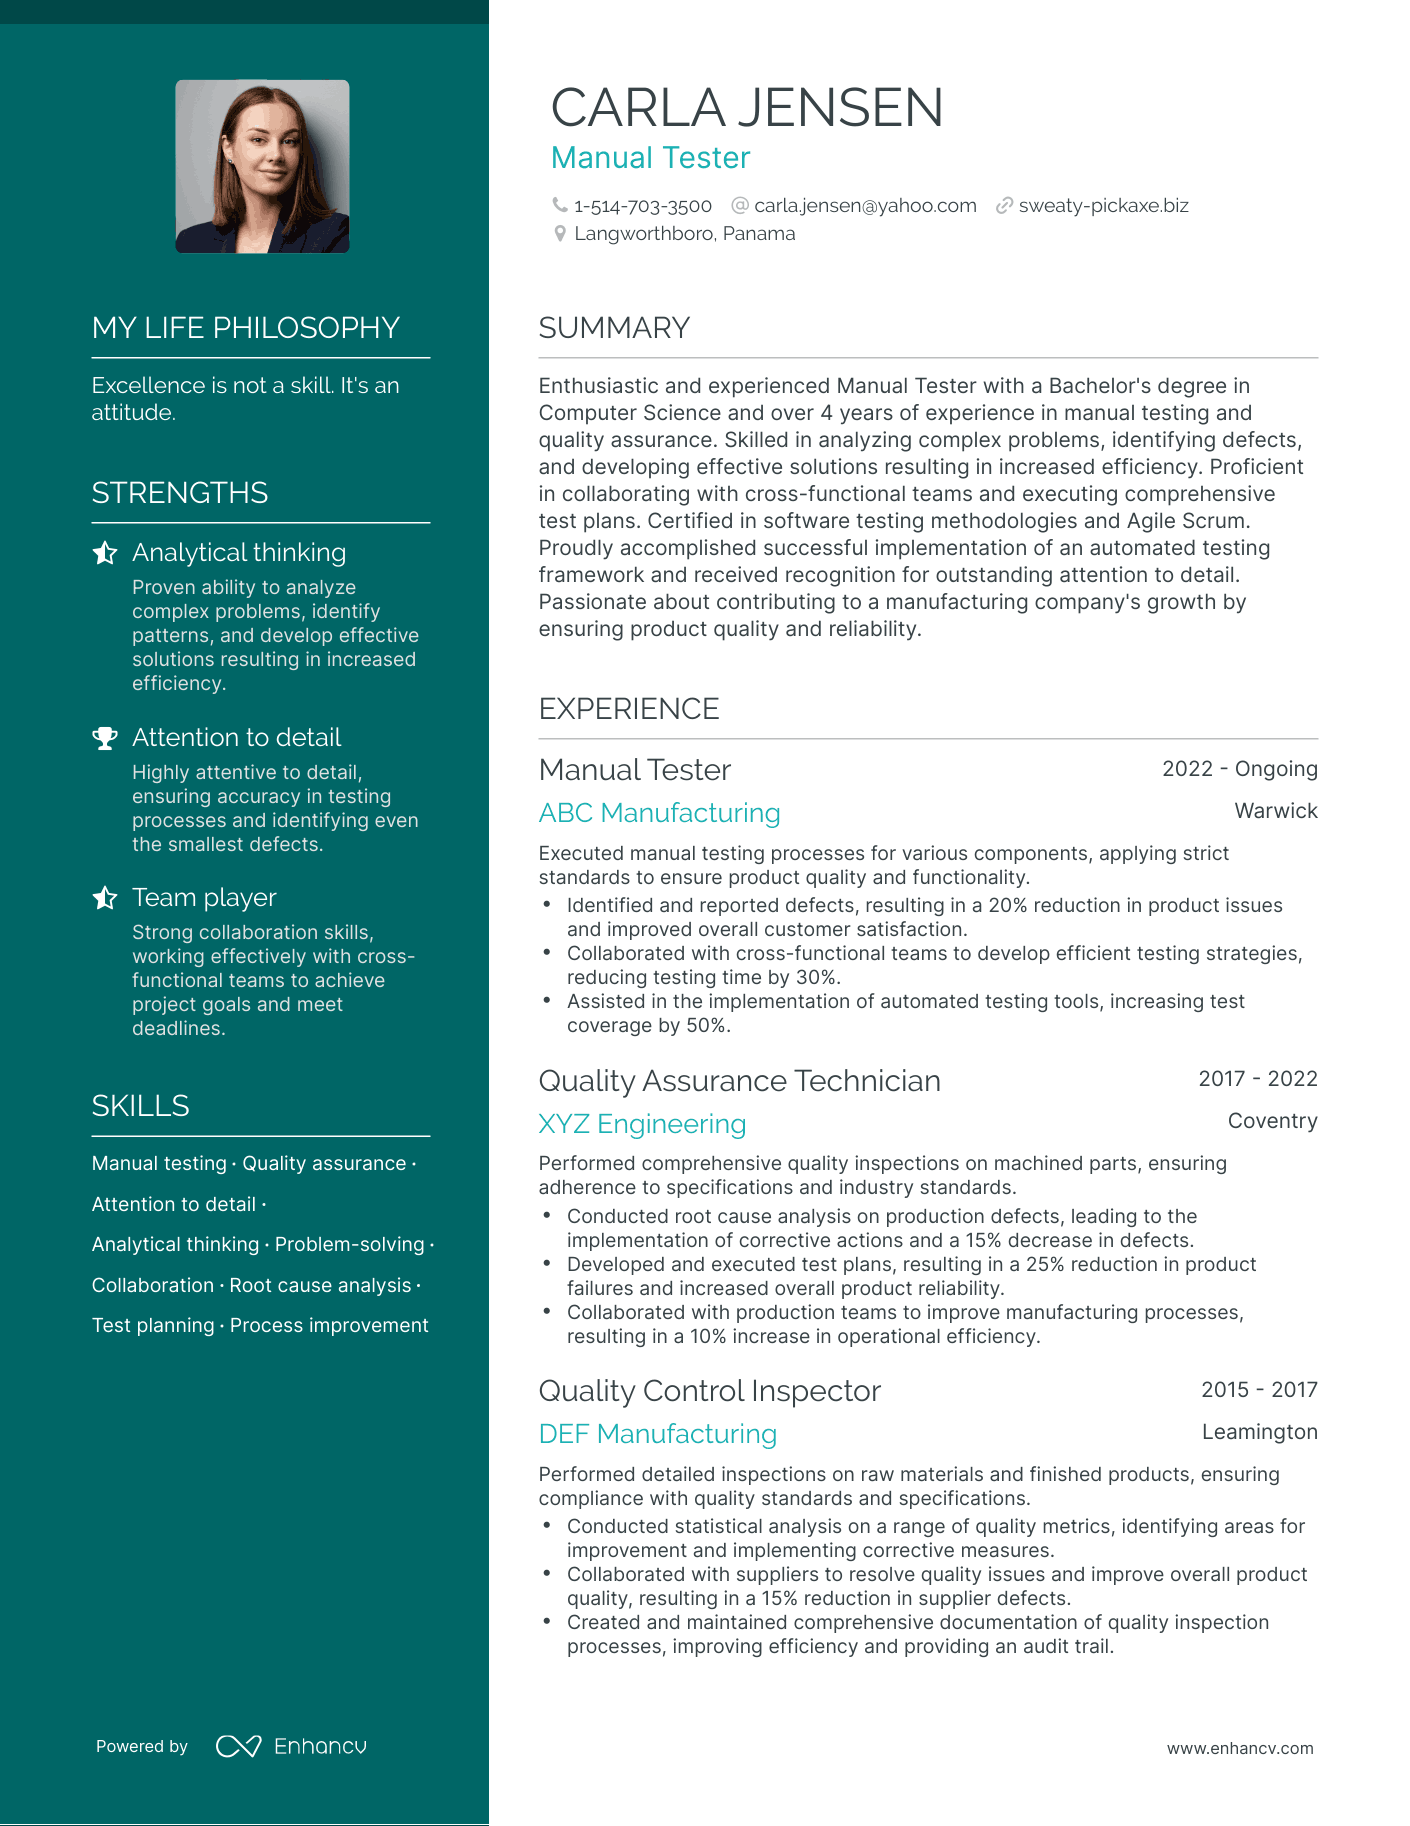 CARLA JENSEN
Manual Tester
1-514-703-3500 carla.jensen@yahoo.com sweaty-pickaxe.biz
Langworthboro, Panama
MY LIFE PHILOSOPHY
Excellence is not a skill. It's an
attitude.
STRENGTHS
Analytical thinking
Proven ability to analyze
complex problems, identify
patterns, and develop effective
solutions resulting in increased
efficiency.
Attention to detail
Highly attentive to detail,
ensuring accuracy in testing
processes and identifying even
the smallest defects.
Team player
Strong collaboration skills,
working effectively with cross-
functional teams to achieve
project goals and meet
deadlines.
SKILLS
Manual testing · Quality assurance ·
Attention to detail ·
Analytical thinking · Problem-solving ·
Collaboration · Root cause analysis ·
Test planning · Process improvement
SUMMARY
Enthusiastic and experienced Manual Tester with a Bachelor's degree in
Computer Science and over 4 years of experience in manual testing and
quality assurance. Skilled in analyzing complex problems, identifying defects,
and developing effective solutions resulting in increased efficiency. Proficient
in collaborating with cross-functional teams and executing comprehensive
test plans. Certified in software testing methodologies and Agile Scrum.
Proudly accomplished successful implementation of an automated testing
framework and received recognition for outstanding attention to detail.
Passionate about contributing to a manufacturing company's growth by
ensuring product quality and reliability.
EXPERIENCE
Manual Tester 2022 - Ongoing
ABC Manufacturing Warwick
Executed manual testing processes for various components, applying strict
standards to ensure product quality and functionality.
• Identified and reported defects, resulting in a 20% reduction in product issues
and improved overall customer satisfaction.
• Collaborated with cross-functional teams to develop efficient testing strategies,
reducing testing time by 30%.
• Assisted in the implementation of automated testing tools, increasing test
coverage by 50%.
Quality Assurance Technician 2017 - 2022
XYZ Engineering Coventry
Performed comprehensive quality inspections on machined parts, ensuring
adherence to specifications and industry standards.
• Conducted root cause analysis on production defects, leading to the
implementation of corrective actions and a 15% decrease in defects.
• Developed and executed test plans, resulting in a 25% reduction in product
failures and increased overall product reliability.
• Collaborated with production teams to improve manufacturing processes,
resulting in a 10% increase in operational efficiency.
Quality Control Inspector 2015 - 2017
DEF Manufacturing Leamington
Performed detailed inspections on raw materials and finished products, ensuring
compliance with quality standards and specifications.
• Conducted statistical analysis on a range of quality metrics, identifying areas for
improvement and implementing corrective measures.
• Collaborated with suppliers to resolve quality issues and improve overall product
quality, resulting in a 15% reduction in supplier defects.
• Created and maintained comprehensive documentation of quality inspection
processes, improving efficiency and providing an audit trail.
Powered by Enhancv
www.enhancv.com